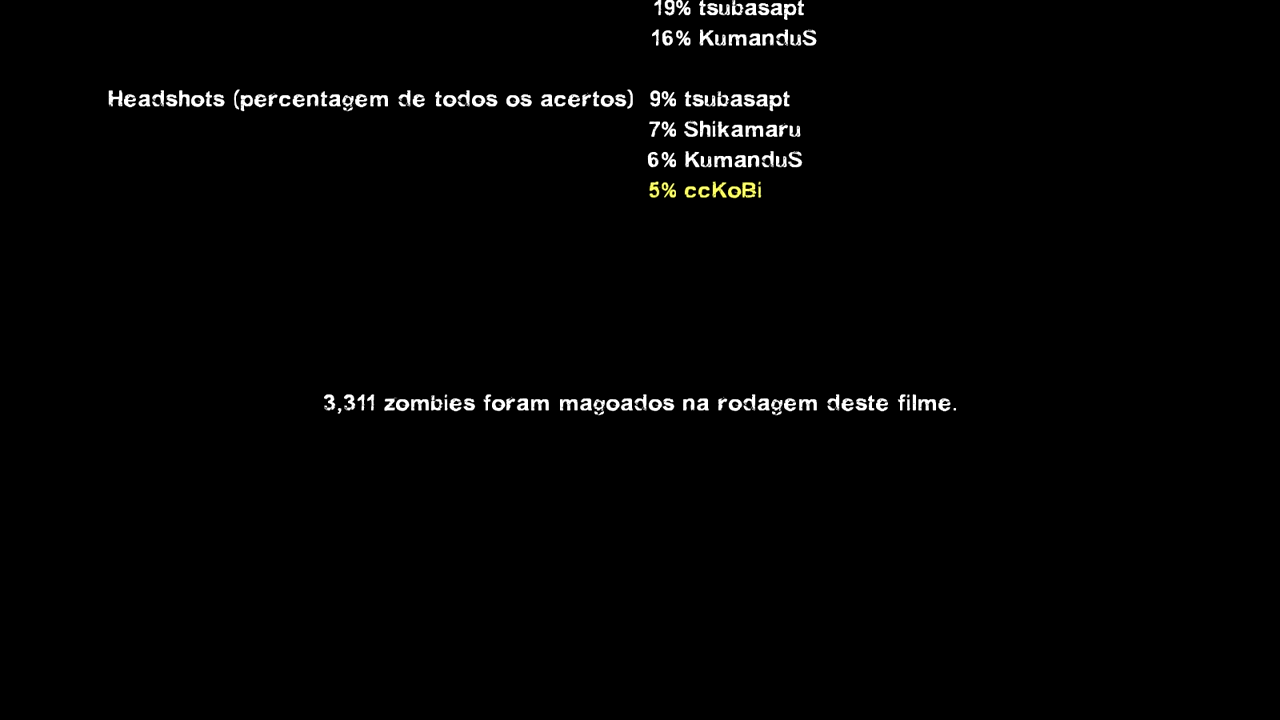 19% tsubasapt
16% KumanduS
Headshots (percentagem de todos os acertos) 9% tsubasapt
7% Shikamaru
6% KumanduS
5% ccKoBi
3,311 zombies foram magoados na rodagem deste filme.